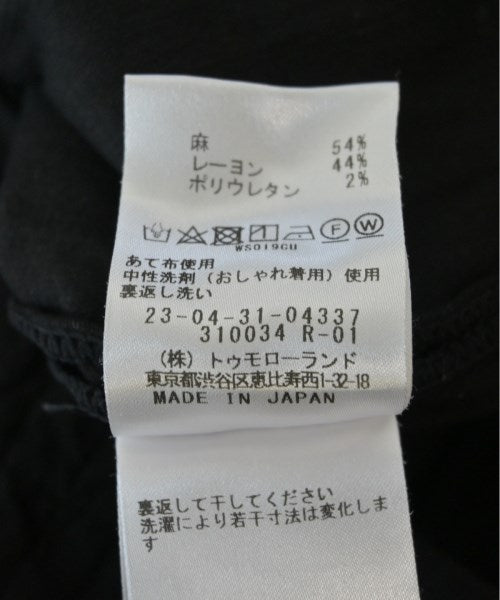 麻 54%
レーヨン 44%
ポリウレタン 2%
F W
WS019CU
あて布使用
中性洗剤（おしゃれ着用）使用
裏返し洗い
23-04-31-04337
310034 R-01
（株）トゥモローランド
東京都渋谷区恵比寿西1-32-18
MADE IN JAPAN
裏返して干してください
洗濯により若干寸法は変化しま
す